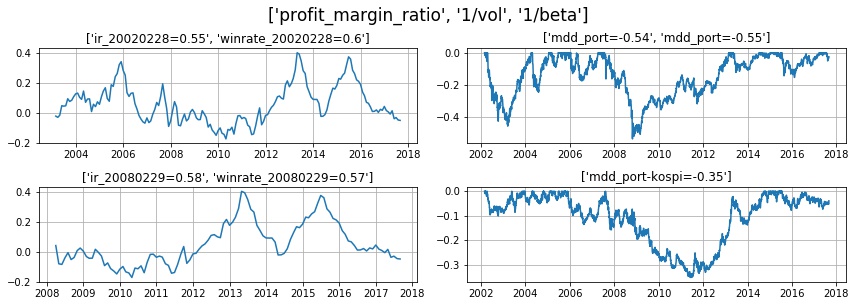 ['profit_margin_ratio', '1/vol', '1/beta']
['ir_20020228=0.55', 'winrate_20020228=0.6']
0.4
0.2
0.0
−0.2
2004 2006 2008 2010 2012 2014 2016 2018
['mdd_port=-0.54', 'mdd_port=-0.55']
0.0
−0.2
−0.4
2002 2004 2006 2008 2010 2012 2014 2016 2018
['ir_20080229=0.58', 'winrate_20080229=0.57']
0.4
0.2
0.0
−0.2
2008 2009 2010 2011 2012 2013 2014 2015 2016 2017 2018
['mdd_port-kospi=-0.35']
0.0
−0.1
−0.2
−0.3
2002 2004 2006 2008 2010 2012 2014 2016 2018